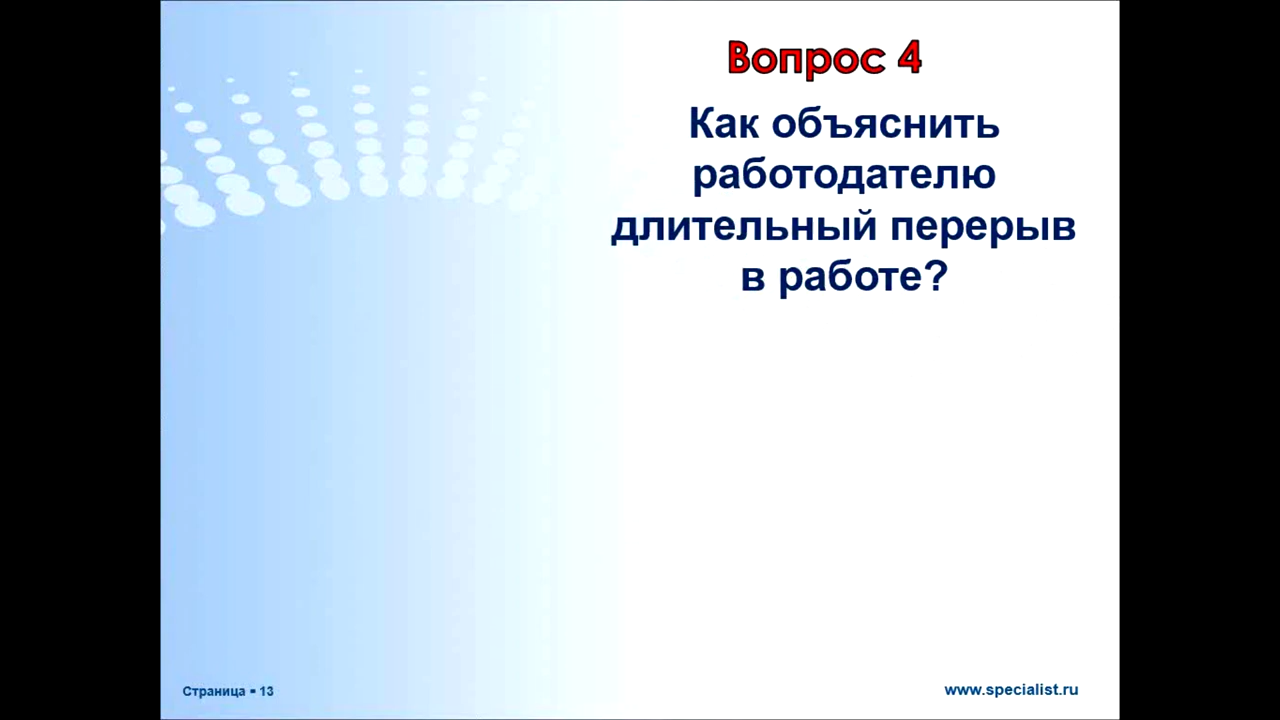 Вопрос 4
Как объяснить
работодателю
длительный перерыв
в работе?
Страница ▪ 13
www.specialist.ru